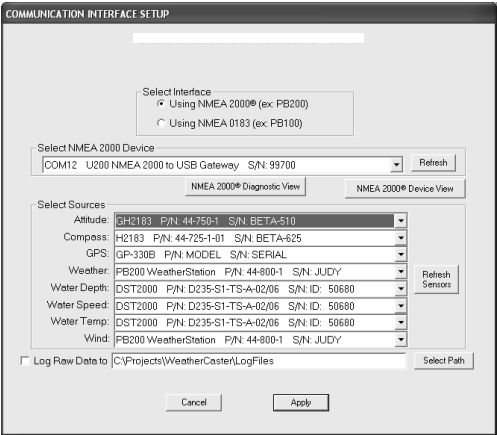 COMMUNICATION INTERFACE SETUP
Select Interface
Using NMEA 2000® (ex: PB200)
Using NMEA 0183 (ex: PB100)
Select NMEA 2000 Device
COM12 U200 NMEA 2000 to USB Gateway S/N: 99700
Refresh
NMEA 2000® Diagnostic View
NMEA 2000® Device View
Select Sources
Attitude: GH2183 P/N: 44-750-1 S/N: BETA-510
Compass: H2183 P/N: 44-725-1-01 S/N: BETA-625
GPS: GP-330B P/N: MODEL S/N: SERIAL
Weather: PB200 WeatherStation P/N: 44-800-1 S/N: JUDY
Refresh Sensors
Water Depth: DST2000 P/N: D235-S1-TS-A-02/06 S/N: ID: 50680
Water Speed: DST2000 P/N: D235-S1-TS-A-02/06 S/N: ID: 50680
Water Temp: DST2000 P/N: D235-S1-TS-A-02/06 S/N: ID: 50680
Wind: PB200 WeatherStation P/N: 44-800-1 S/N: JUDY
Log Raw Data to C:\Projects\WeatherCaster\LogFiles
Select Path
Cancel
Apply